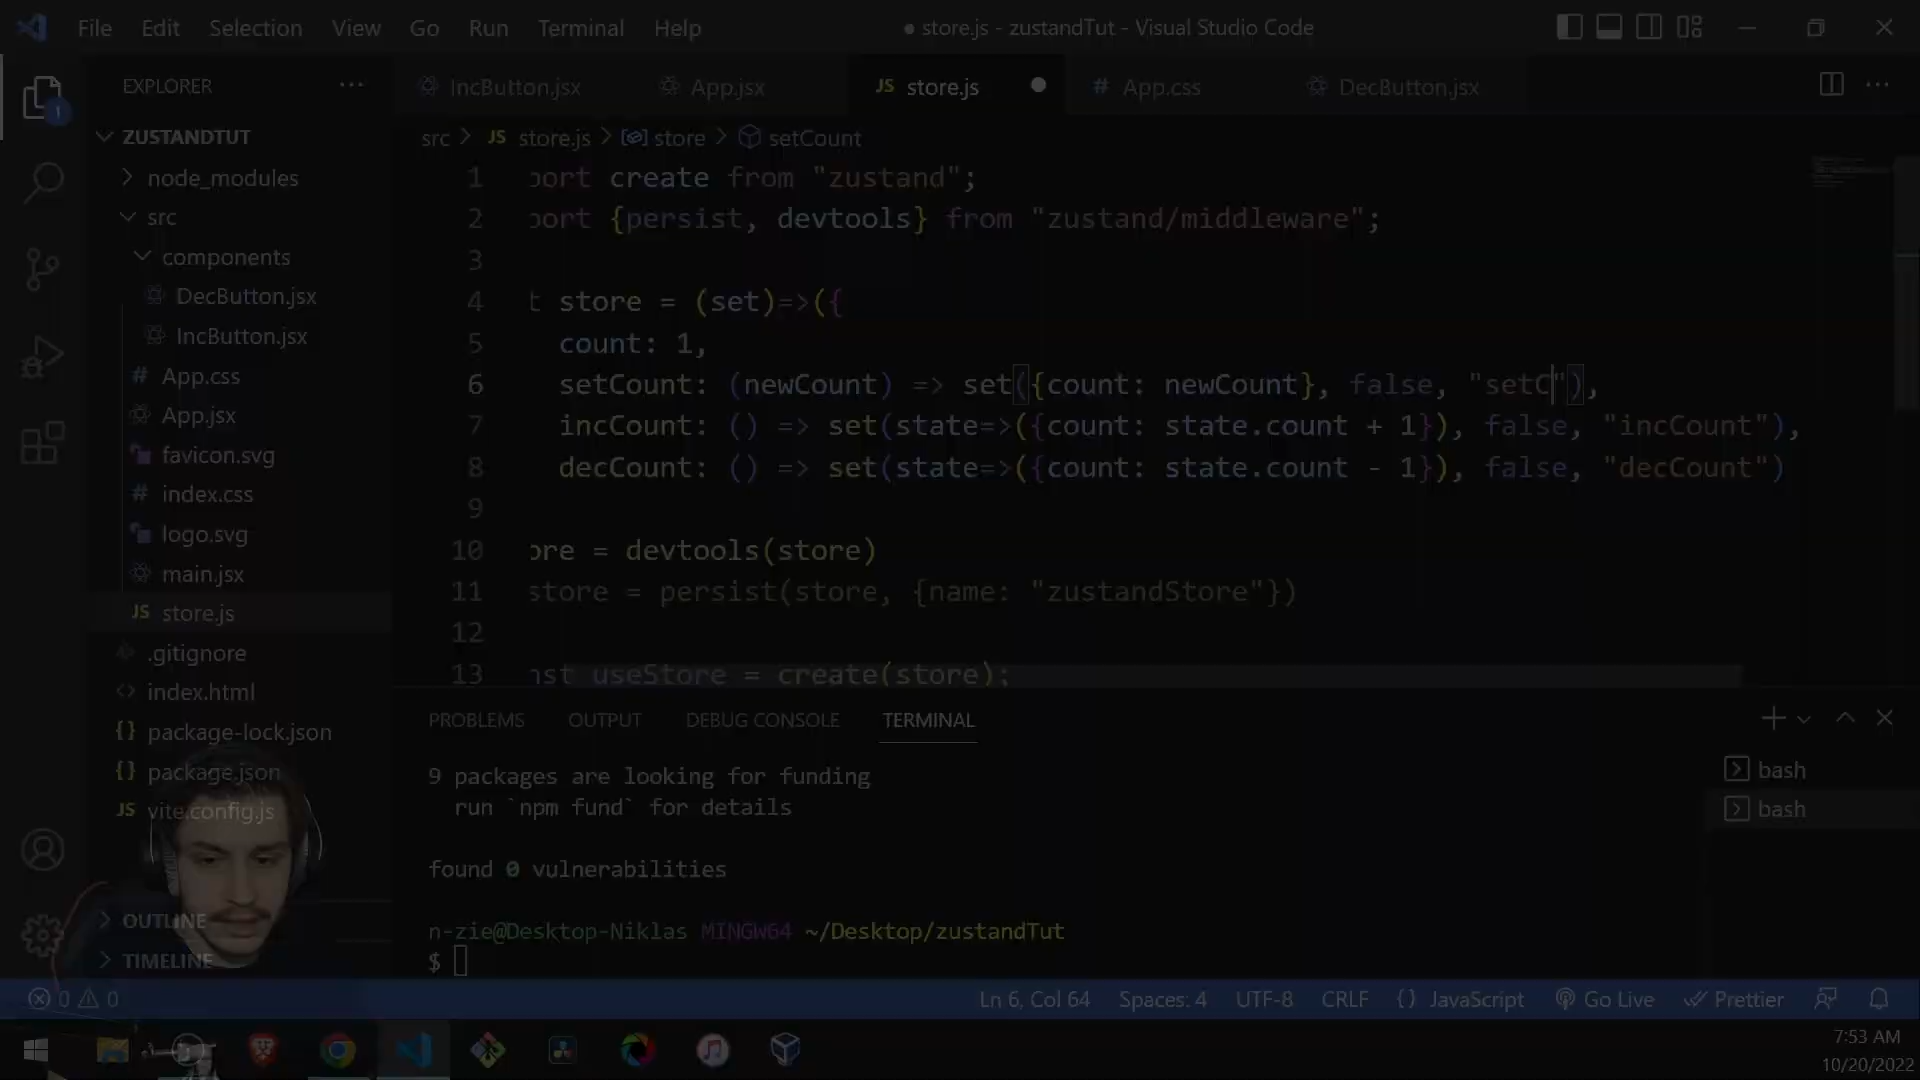 File Edit Selection View Go Run Terminal Help
● store.js - zustandTut - Visual Studio Code
EXPLORER
ZUSTANDTUT
node_modules
src
components
DecButton.jsx
IncButton.jsx
# App.css
App.jsx
favicon.svg
# index.css
logo.svg
main.jsx
JS store.js
.gitignore
index.html
{} package-lock.json
{} package.json
JS vite.config.js
OUTLINE
TIMELINE
1
IncButton.jsx App.jsx JS store.js # App.css DecButton.jsx
src > JS store.js > store > setCount
1 port create from "zustand";
2 port {persist, devtools} from "zustand/middleware";
3
4 t store = (set)=>({
5 count: 1,
6 setCount: (newCount) => set({count: newCount}, false, "setC"),
7 incCount: () => set(state=>({count: state.count + 1}), false, "incCount"),
8 decCount: () => set(state=>({count: state.count - 1}), false, "decCount")
9
10 ore = devtools(store)
11 store = persist(store, {name: "zustandStore"})
12
13 nst useStore = create(store);
PROBLEMS OUTPUT DEBUG CONSOLE TERMINAL
9 packages are looking for funding
run `npm fund` for details
found 0 vulnerabilities
n-zie@Desktop-Niklas MINGW64 ~/Desktop/zustandTut
$
bash
bash
0 0 Ln 6, Col 64 Spaces: 4 UTF-8 CRLF {} JavaScript Go Live Prettier
7:53 AM
10/20/2022